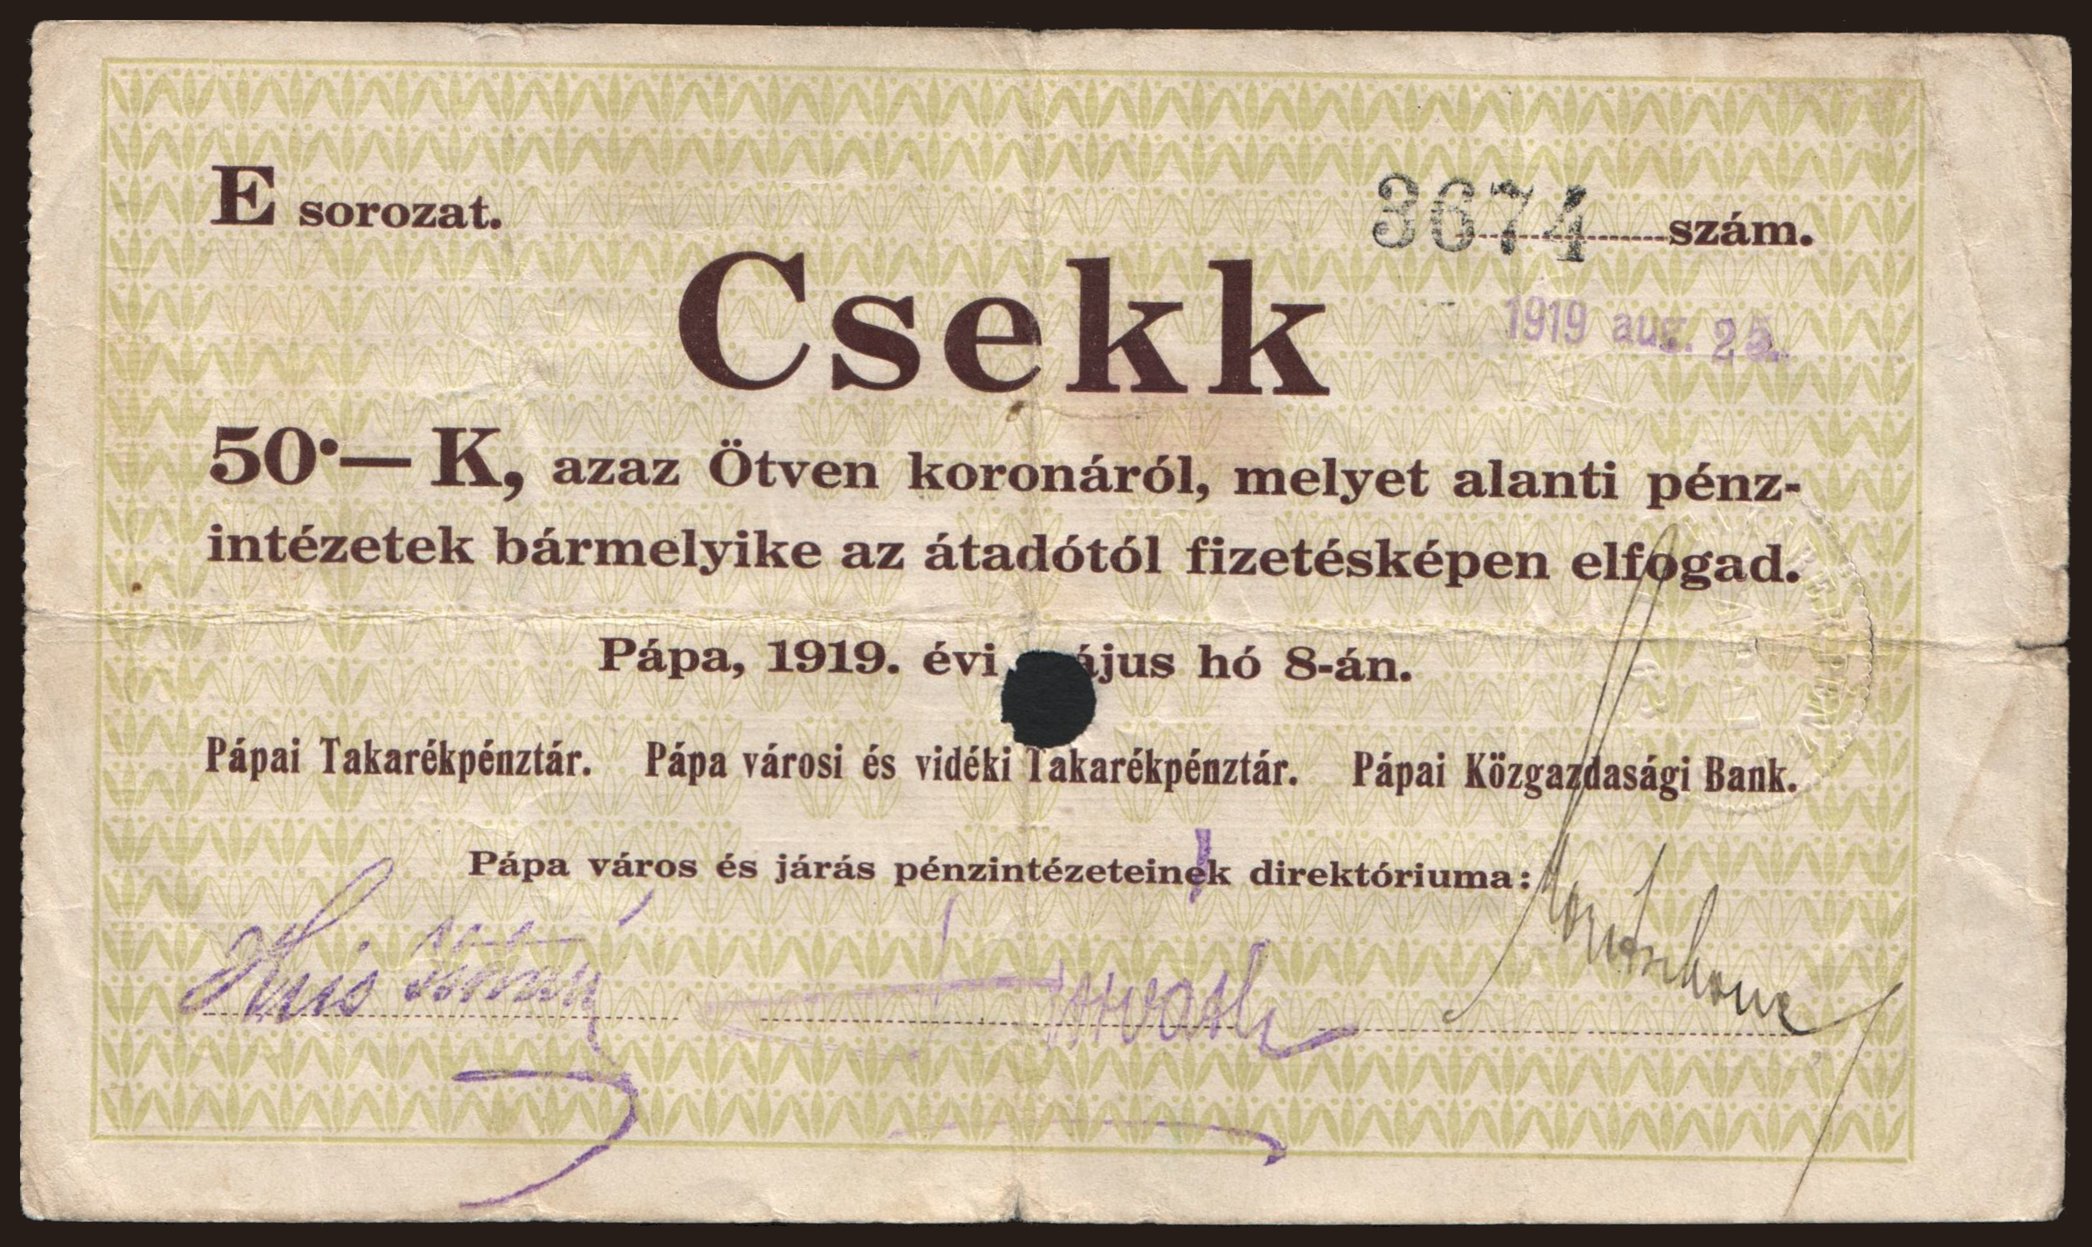 E sorozat.
3674 szám.
Csekk
1919 aug. 25.
50·— K, azaz Ötven koronáról, melyet alanti pénz-
intézetek bármelyike az átadótól fizetésképen elfogad.
Pápa, 1919. évi ájus hó 8-án.
Pápai Takarékpénztár. Pápa városi és vidéki Takarékpénztár. Pápai Közgazdasági Bank.
Pápa város és járás pénzintézeteinek direktóriuma:
Horváth